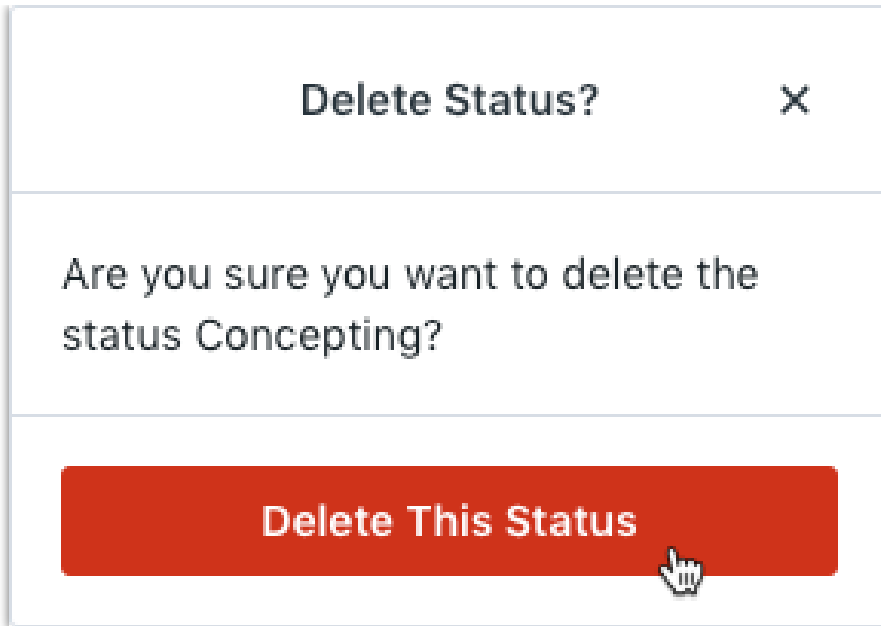 Delete Status?
Are you sure you want to delete the
status Concepting?
Delete This Status